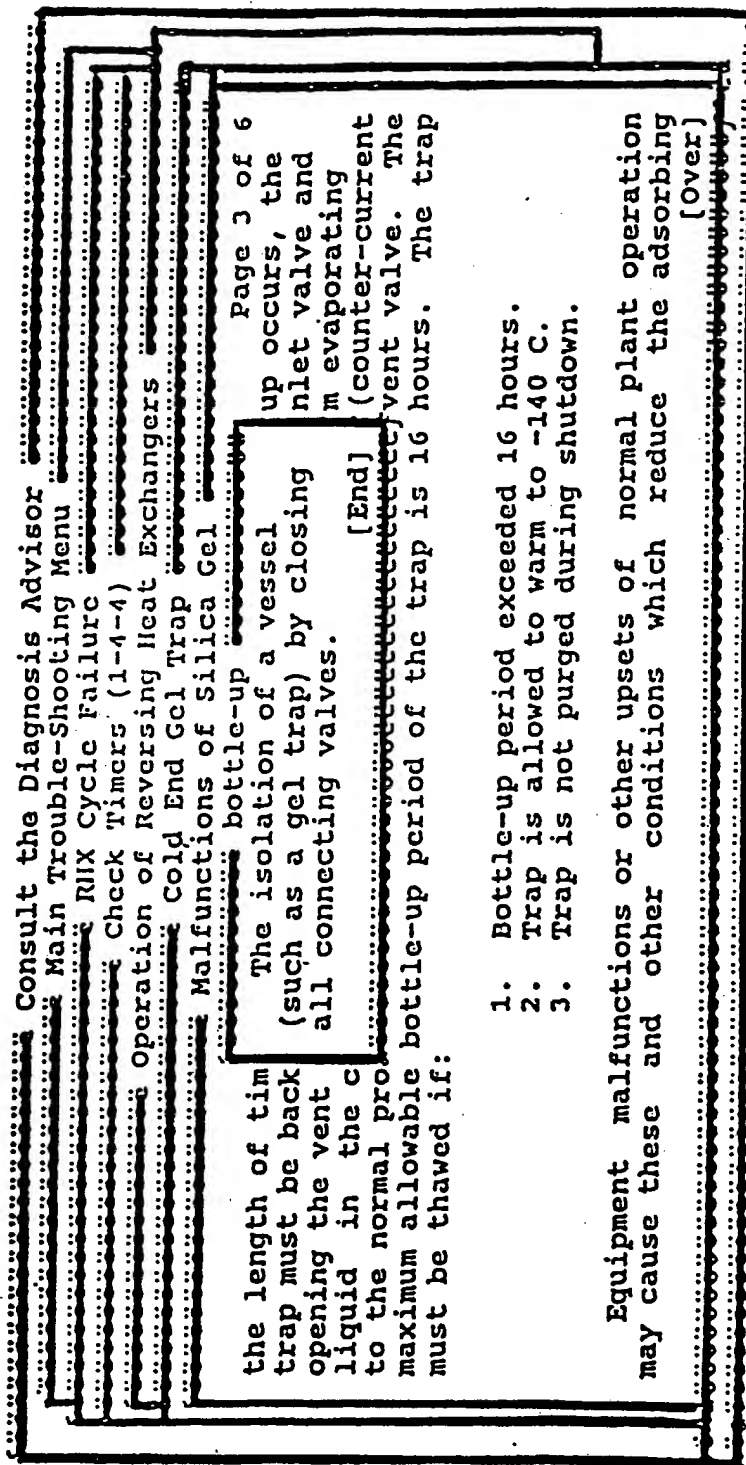 Consult the Diagnosis Advisor
Main Trouble-Shooting Menu
RHX Cycle Failure
Check Timers (1-4-4)
Operation of Reversing Heat Exchangers
Cold End Gel Trap
Malfunctions of Silica Gel
bottle-up
Page 3 of 6
The isolation of a vessel
(such as a gel trap) by closing
all connecting valves.
[End]
the length of tim up occurs, the
trap must be back nlet valve and
opening the vent m evaporating
liquid in the c (counter-current
to the normal pro vent valve. The
maximum allowable bottle-up period of the trap is 16 hours. The trap
must be thawed if:
1. Bottle-up period exceeded 16 hours.
2. Trap is allowed to warm to -140 C.
3. Trap is not purged during shutdown.
Equipment malfunctions or other upsets of normal plant operation
may cause these and other conditions which reduce the adsorbing
[Over]